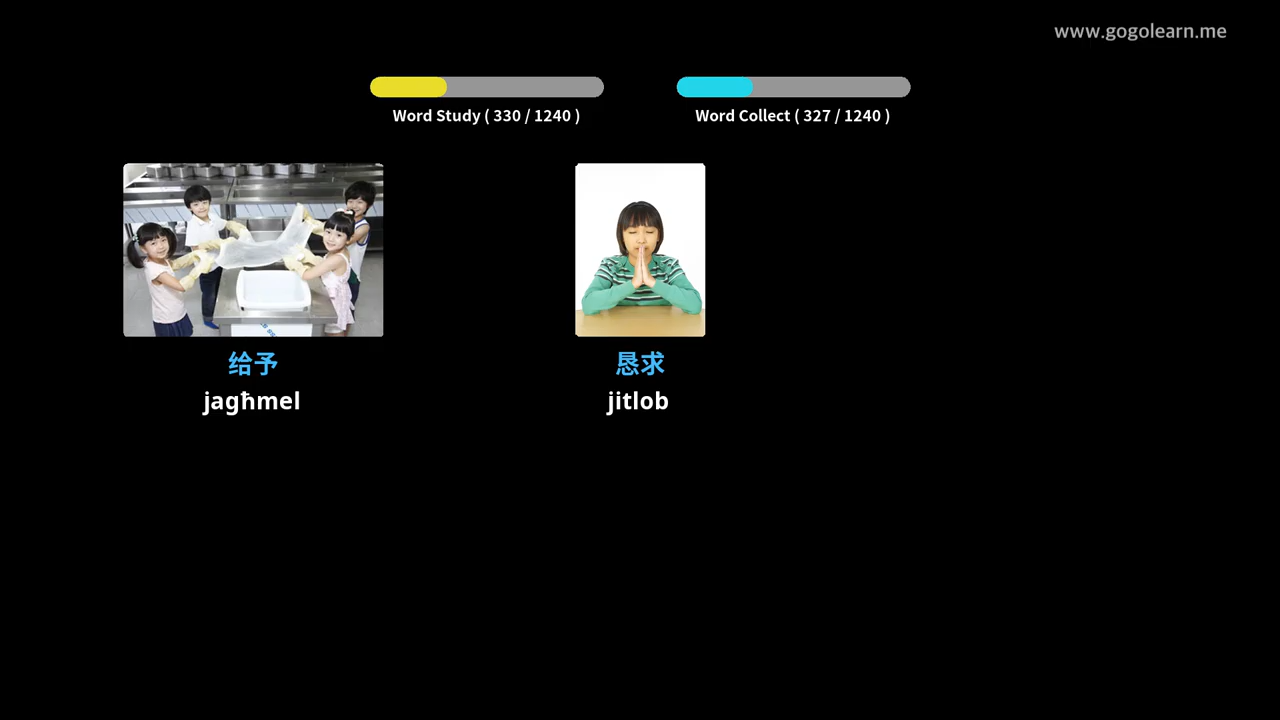 www.gogolearn.me
Word Study ( 330 / 1240 )
Word Collect ( 327 / 1240 )
给予
jagħmel
恳求
jitlob